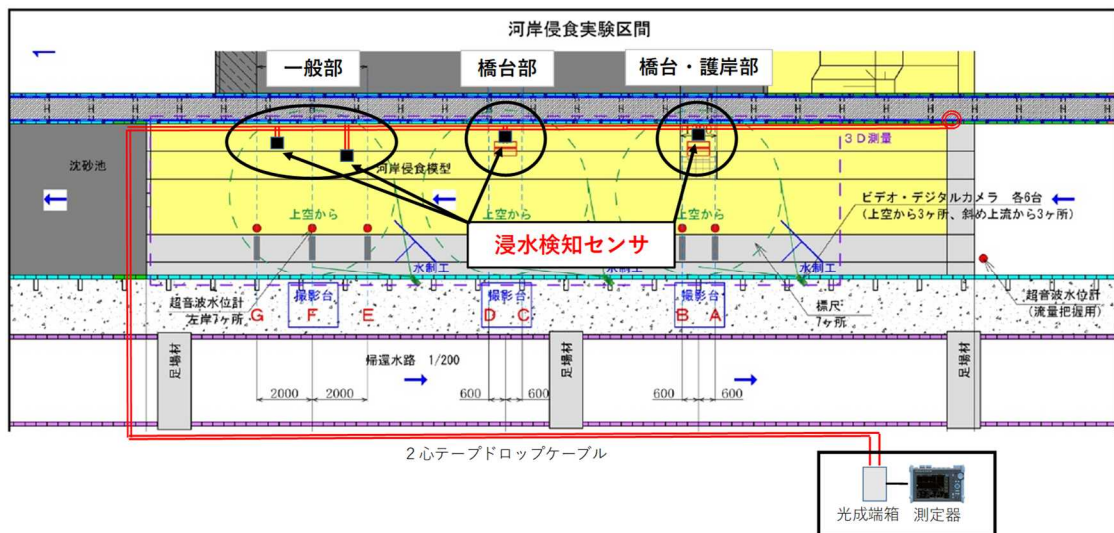 河岸侵食実験区間
一般部
橋台部
橋台・護岸部
3D測量
沈砂池
河岸侵食模型
ビデオ・デジタルカメラ 各6台
(上空から3ヶ所、斜め上流から3ヶ所)
上空から
上空から
上空から
浸水検知センサ
水制工
水制工
水制工
超音波水位計
左岸7ヶ所
撮影台
撮影台
撮影台
G
F
E
D
C
B
A
標尺
7ヶ所
超音波水位計
(流量把握用)
足場材
足場材
足場材
帰還水路 1/200
2000
2000
600
600
600
600
2心テープドロップケーブル
光成端箱
測定器